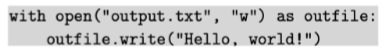 with open("output.txt", "w") as outfile:
    outfile.write("Hello, world!")